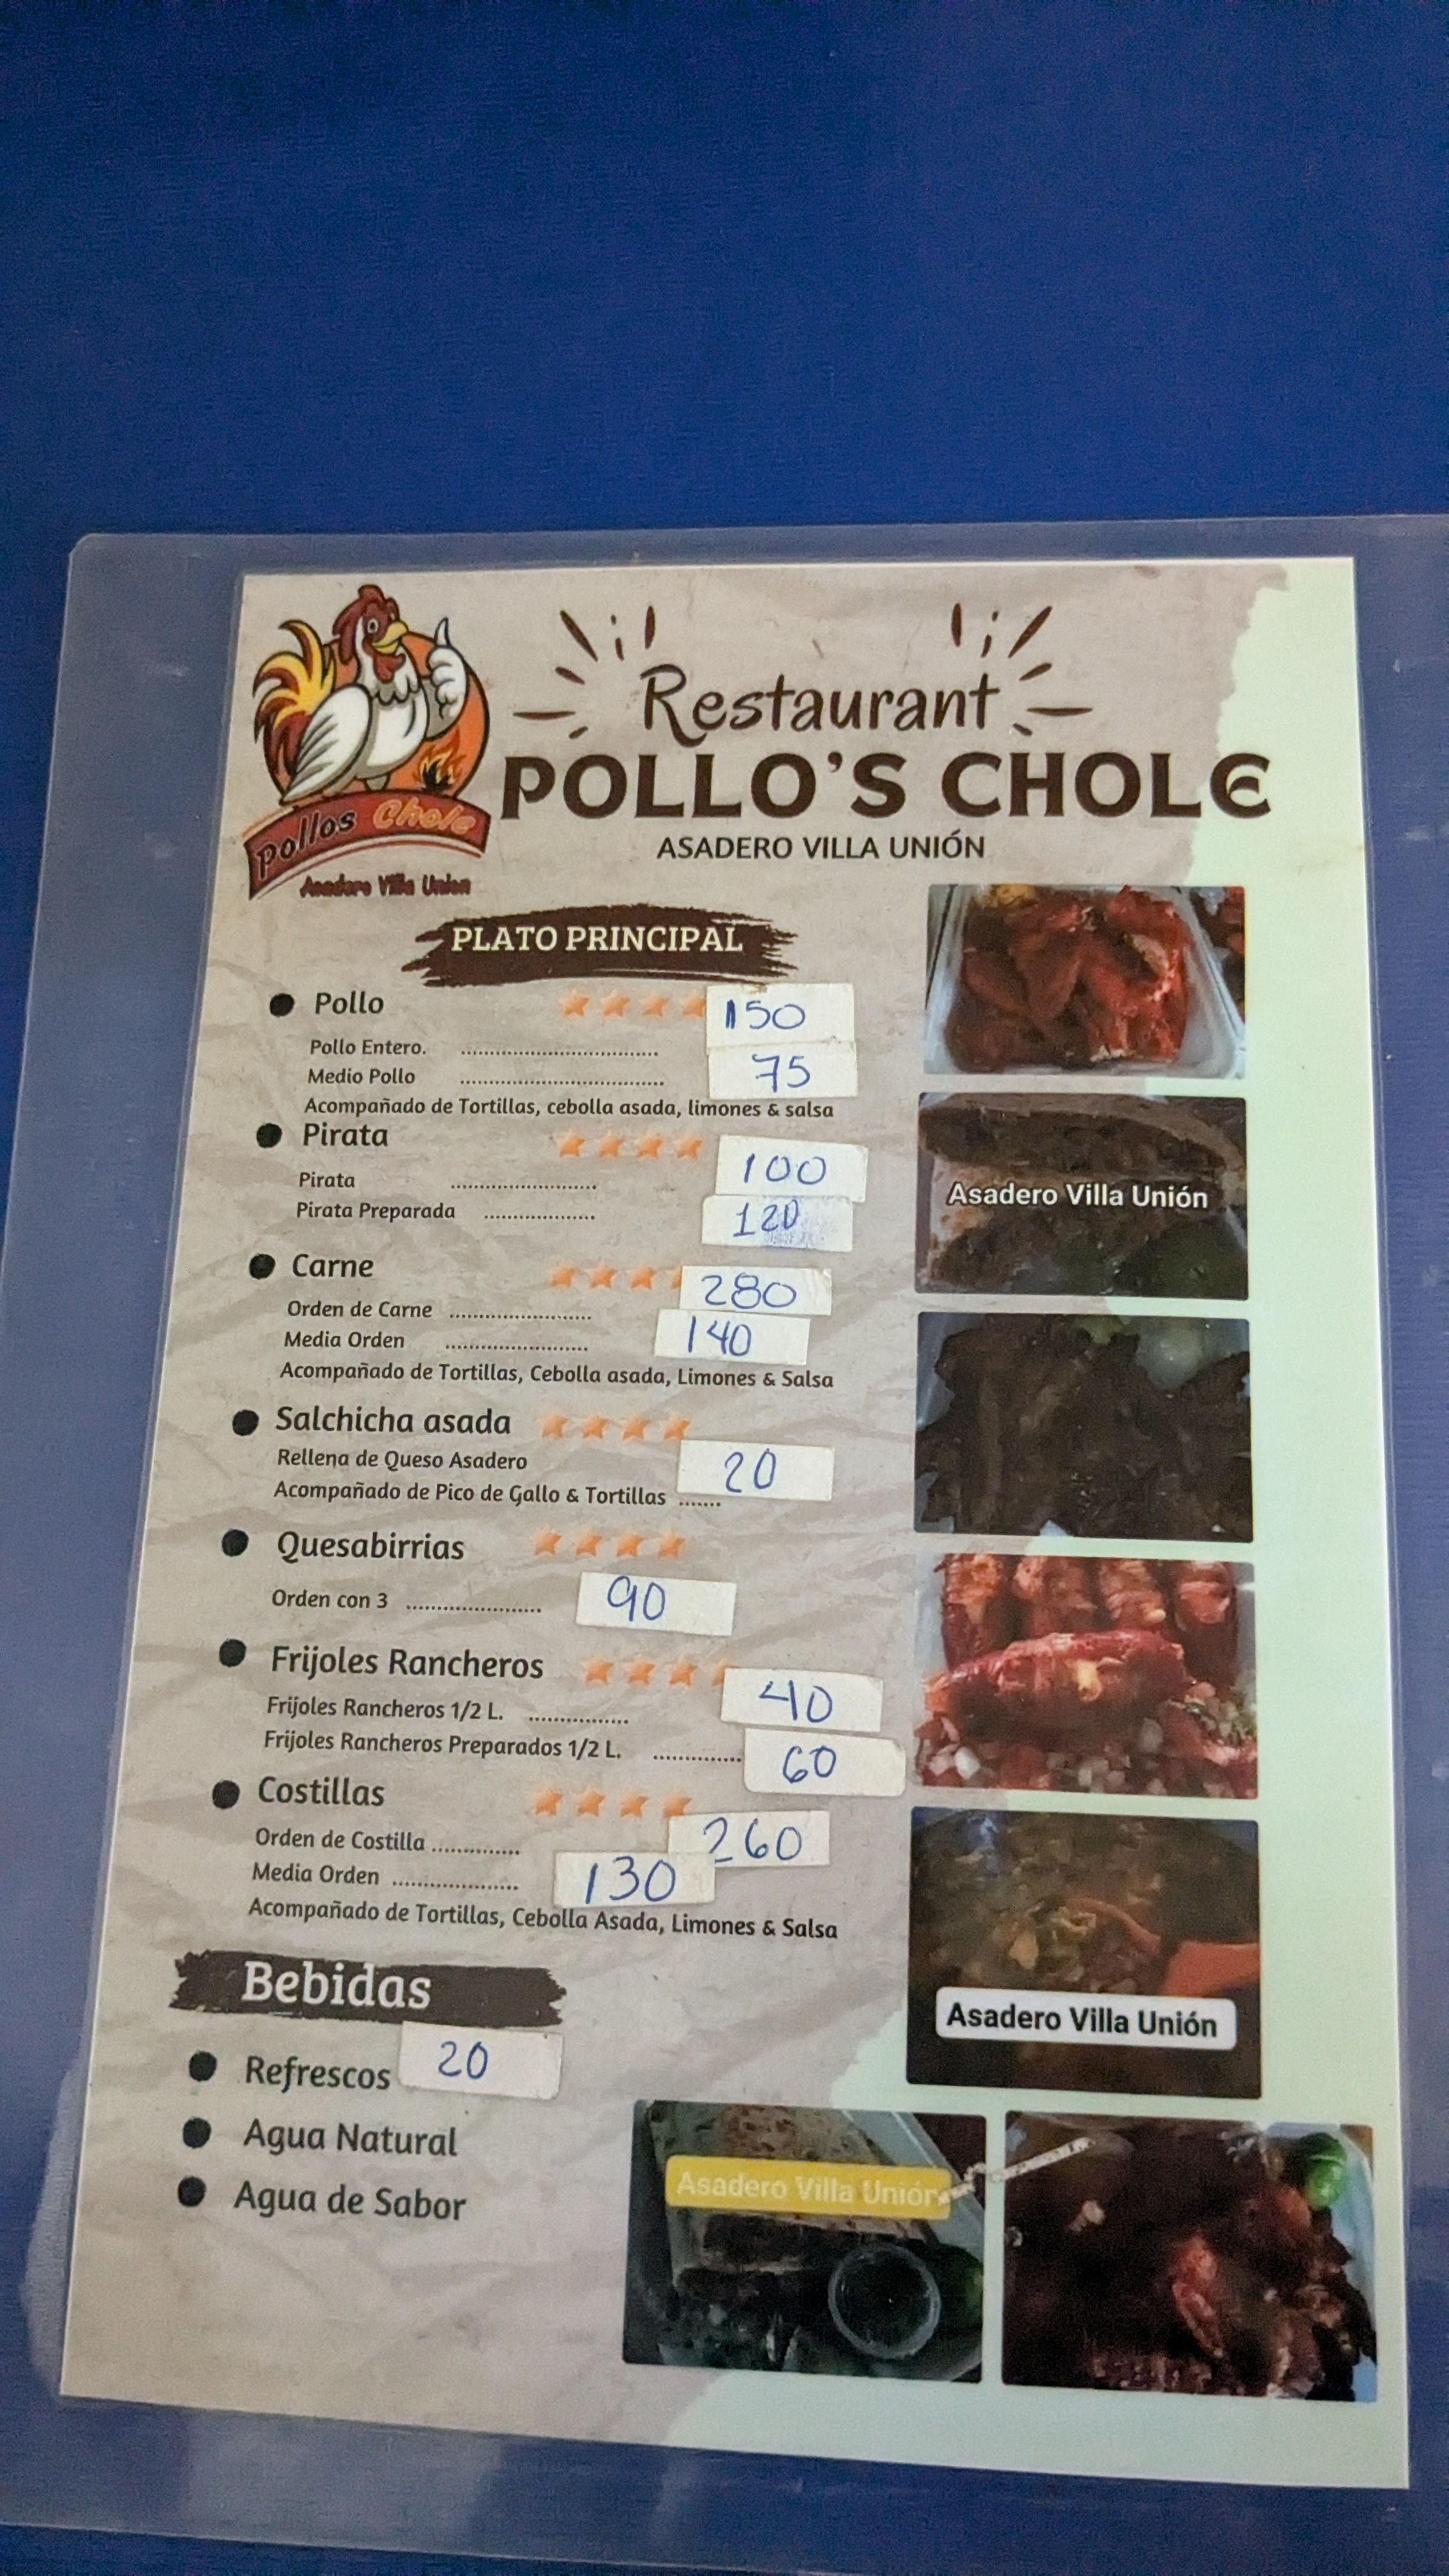 Restaurant
POLLO'S CHOLE
ASADERO VILLA UNIÓN
Pollos Chole
Asadero Villa Union
PLATO PRINCIPAL
Pollo 150
Pollo Entero. ..................................
Medio Pollo .................................. 75
Acompañado de Tortillas, cebolla asada, limones & salsa
Pirata
Pirata ......................... 100
Pirata Preparada ................... 120
Carne 280
Orden de Carne ........................
Media Orden ........................ 140
Acompañado de Tortillas, Cebolla asada, Limones & Salsa
Salchicha asada
Rellena de Queso Asadero 20
Acompañado de Pico de Gallo & Tortillas .......
Quesabirrias
Orden con 3 ...................... 90
Frijoles Rancheros
Frijoles Rancheros 1/2 L. ................ 40
Frijoles Rancheros Preparados 1/2 L. .............. 60
Costillas
Orden de Costilla .............. 260
Media Orden .................... 130
Acompañado de Tortillas, Cebolla Asada, Limones & Salsa
Bebidas
Refrescos 20
Agua Natural
Agua de Sabor
Asadero Villa Unión
Asadero Villa Unión
Asadero Villa Unión